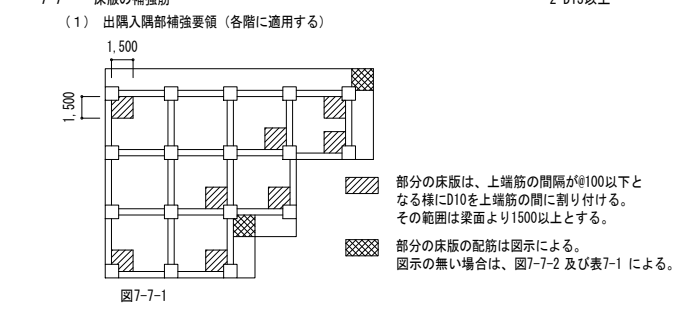 7-7 床版の補強筋 2-D13以上
(1) 出隅入隅部補強要領（各階に適用する）
1,500
1,500
部分の床版は、上端筋の間隔が@100以下と
なる様にD10を上端筋の間に割り付ける。
その範囲は梁面より1500以上とする。
部分の床版の配筋は図示による。
図示の無い場合は、図7-7-2 及び表7-1 による。
図7-7-1